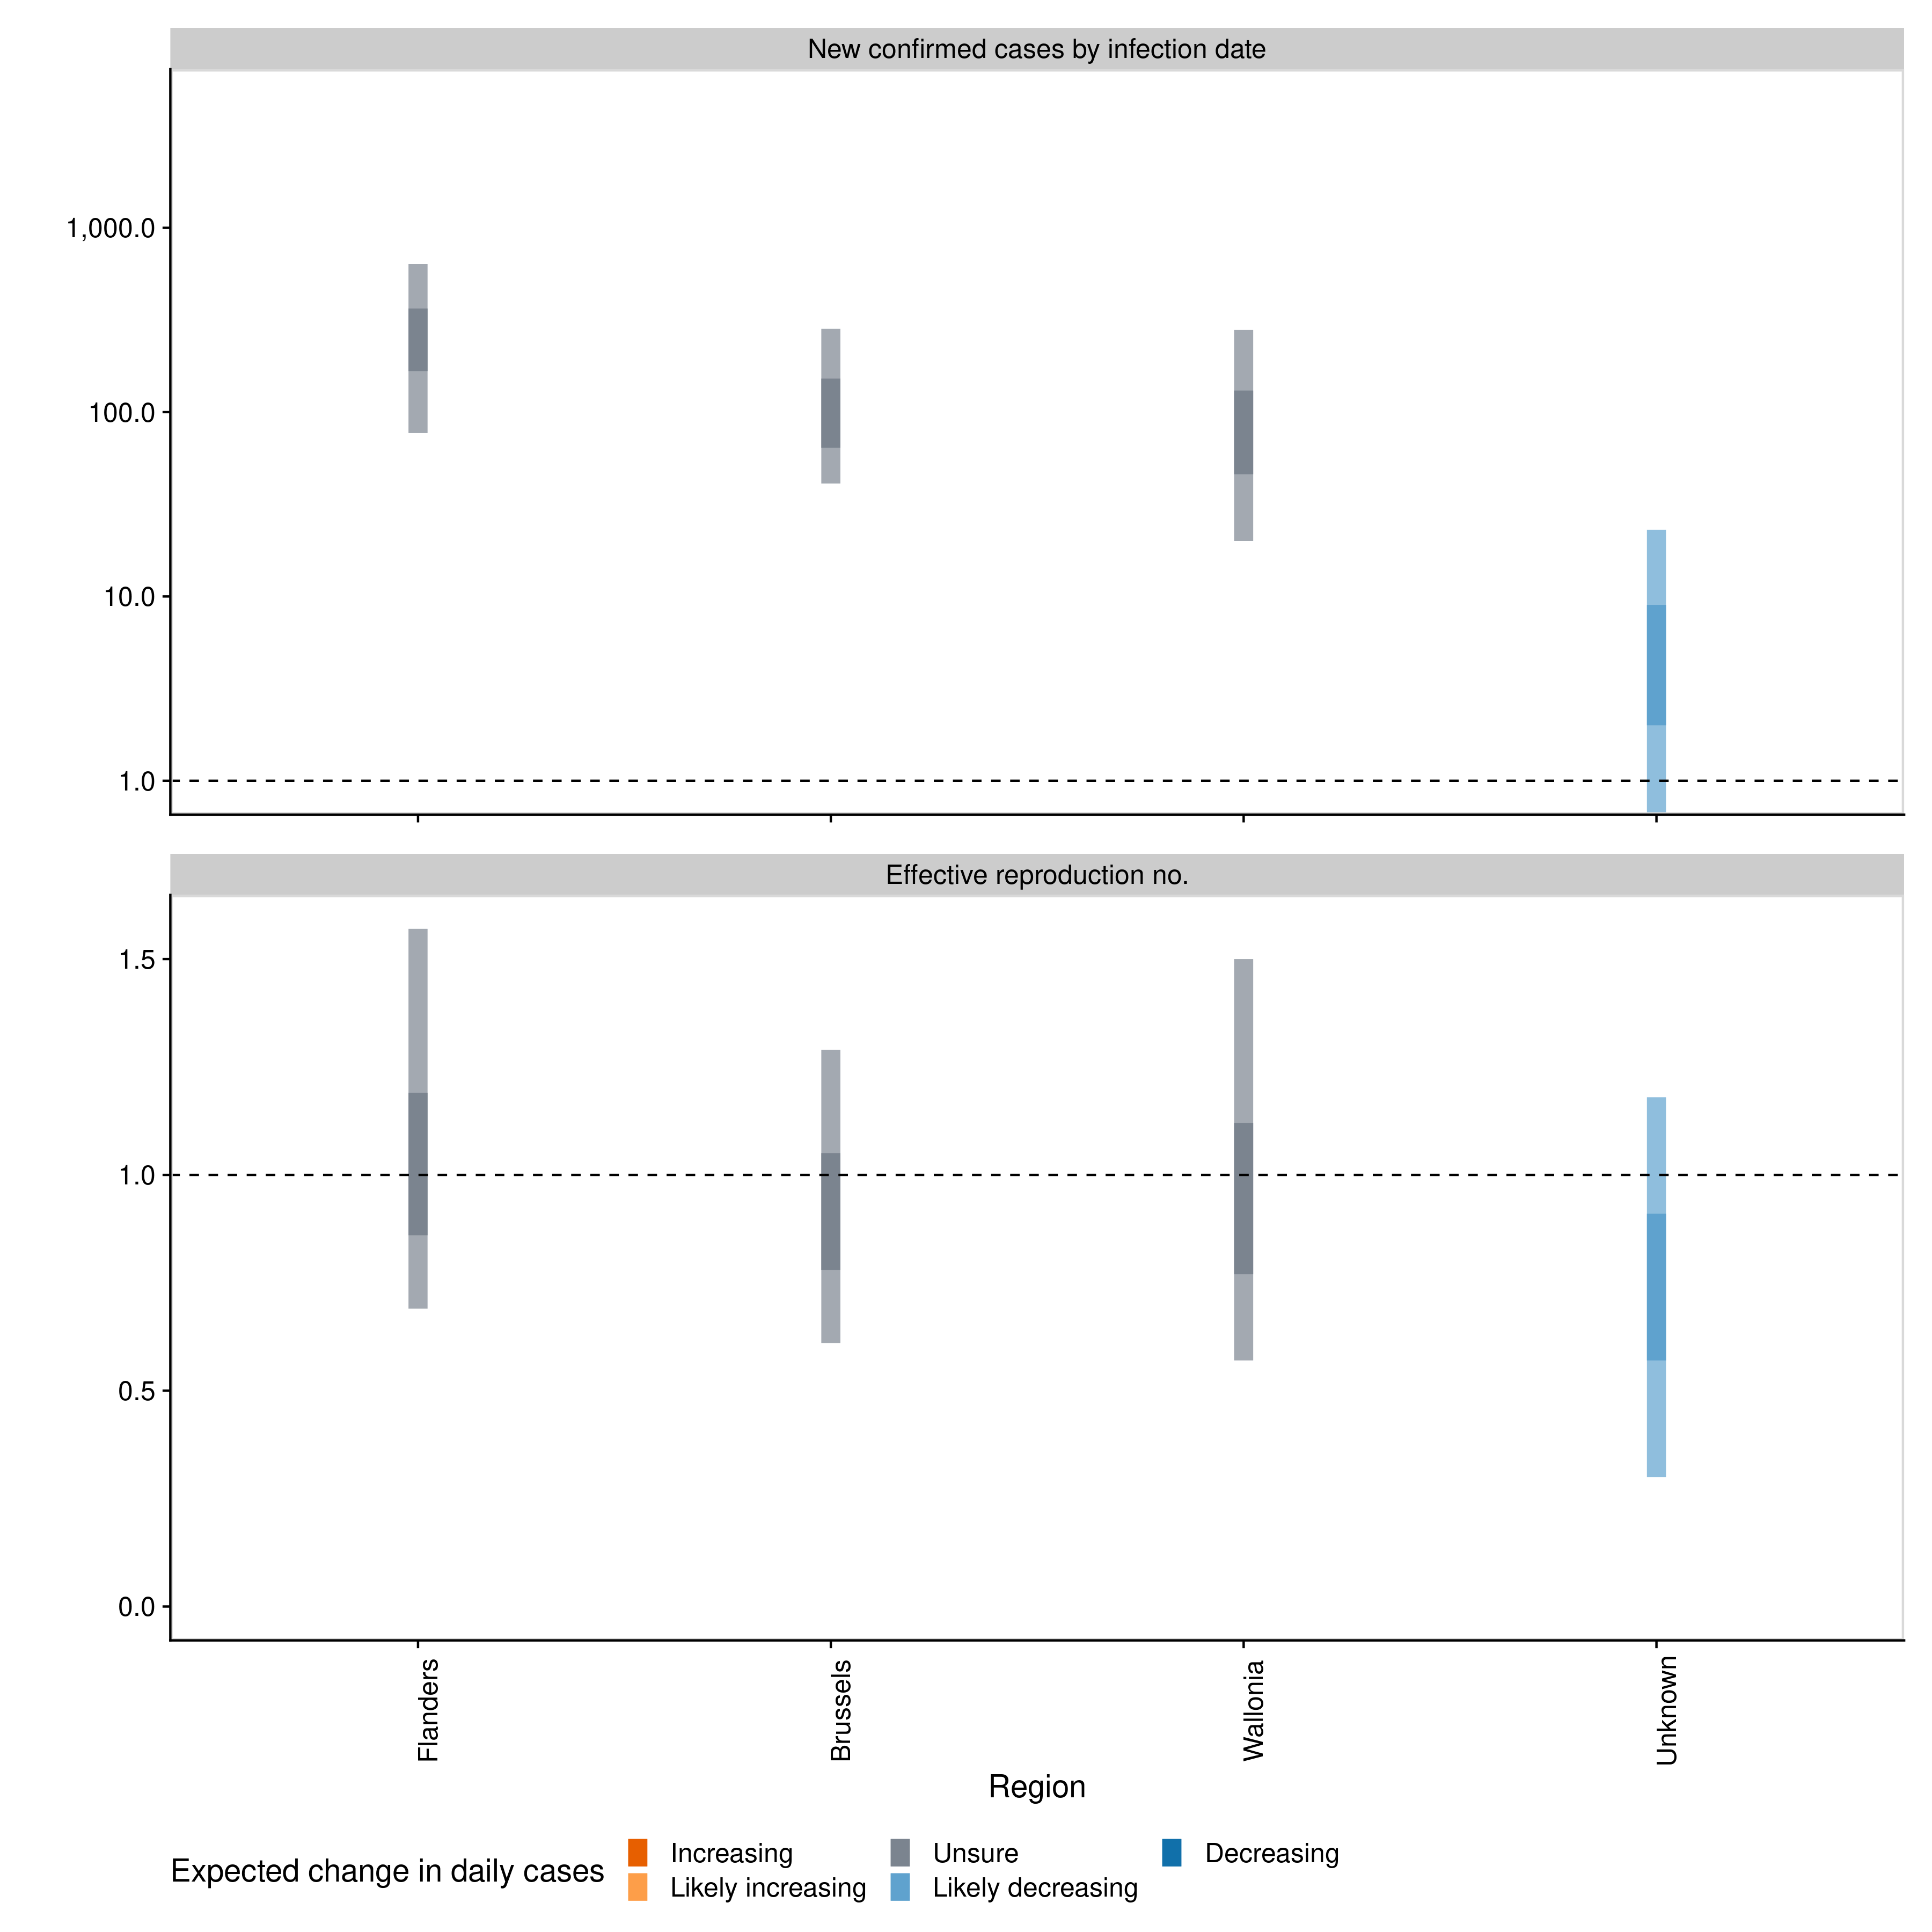 New confirmed cases by infection date
1,000.0
100.0
10.0
1.0
Effective reproduction no.
1.5
1.0
0.5
0.0
Flanders
Brussels
Wallonia
Unknown
Region
Expected change in daily cases
Increasing
Likely increasing
Unsure
Likely decreasing
Decreasing